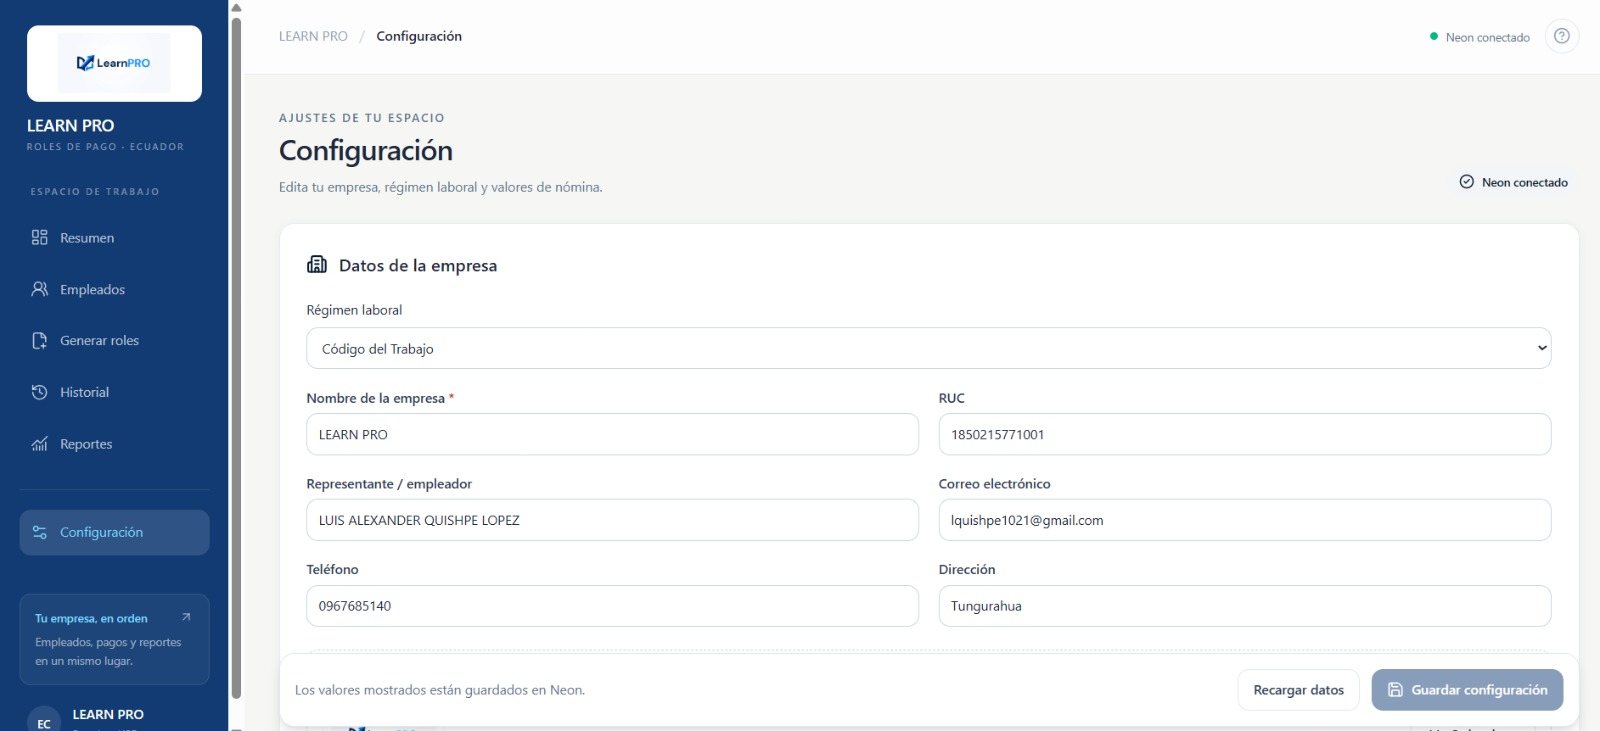 LearnPRO
LEARN PRO
ROLES DE PAGO · ECUADOR
ESPACIO DE TRABAJO
Resumen
Empleados
Generar roles
Historial
Reportes
Configuración
Tu empresa, en orden
Empleados, pagos y reportes
en un mismo lugar.
EC
LEARN PRO
LEARN PRO / Configuración
Neon conectado
AJUSTES DE TU ESPACIO
Configuración
Edita tu empresa, régimen laboral y valores de nómina.
Neon conectado
Datos de la empresa
Régimen laboral
Código del Trabajo
Nombre de la empresa *
LEARN PRO
RUC
1850215771001
Representante / empleador
LUIS ALEXANDER QUISHPE LOPEZ
Correo electrónico
lquishpe1021@gmail.com
Teléfono
0967685140
Dirección
Tungurahua
Los valores mostrados están guardados en Neon.
Recargar datos
Guardar configuración